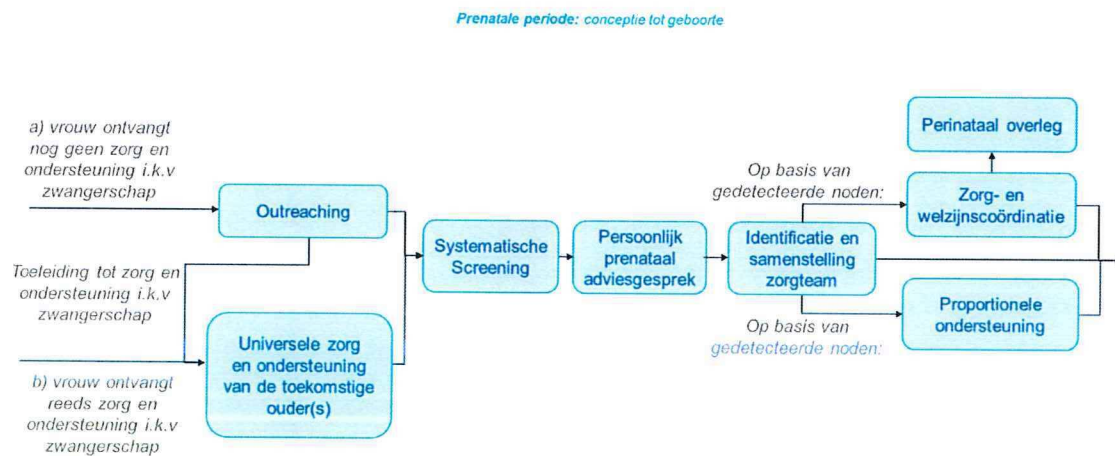 Prenatale periode: conceptie tot geboorte
a) vrouw ontvangt
nog geen zorg en
ondersteuning i.k.v
zwangerschap
Outreaching
Toeleiding tot zorg en
ondersteuning i.k.v
zwangerschap
Universele zorg
en ondersteuning
van de toekomstige
ouder(s)
b) vrouw ontvangt
reeds zorg en
ondersteuning i.k.v
zwangerschap
Systematische
Screening
Persoonlijk
prenataal
adviesgesprek
Identificatie en
samenstelling
zorgteam
Op basis van
gedetecteerde noden:
Perinataal overleg
Zorg- en
welzijnscoördinatie
Op basis van
gedetecteerde noden:
Proportionele
ondersteuning